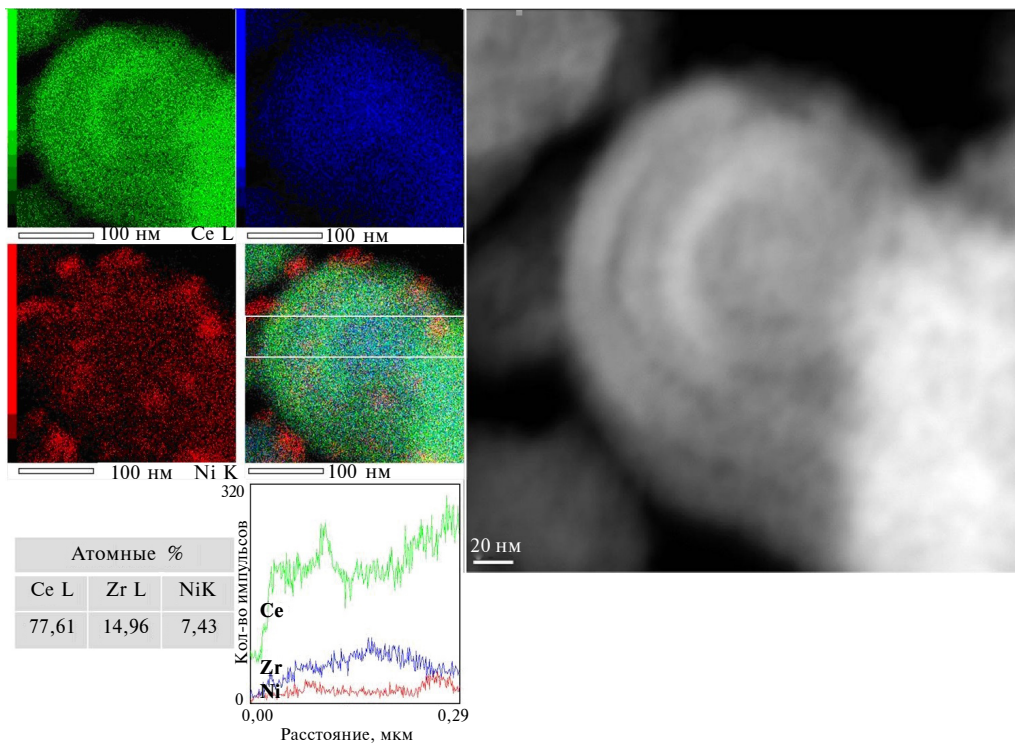 100 нм Ce L
100 нм
100 нм Ni K
100 нм
20 нм
Атомные %
Ce L Zr L NiK
77,61 14,96 7,43
320
Кол-во импульсов
Ce
Zr
Ni
0
0,00 0,29
Расстояние, мкм